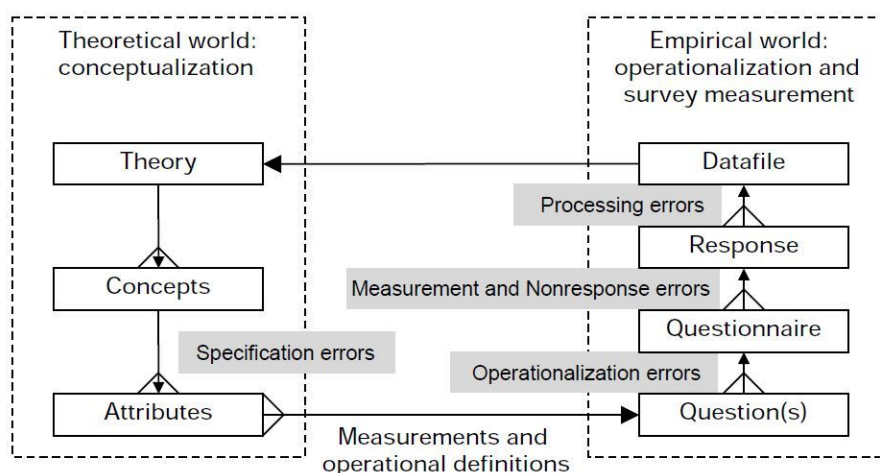 Theoretical world:
conceptualization
Empirical world:
operationalization and
survey measurement
Theory
Datafile
Processing errors
Response
Concepts
Measurement and Nonresponse errors
Questionnaire
Specification errors
Operationalization errors
Attributes
Question(s)
Measurements and
operational definitions